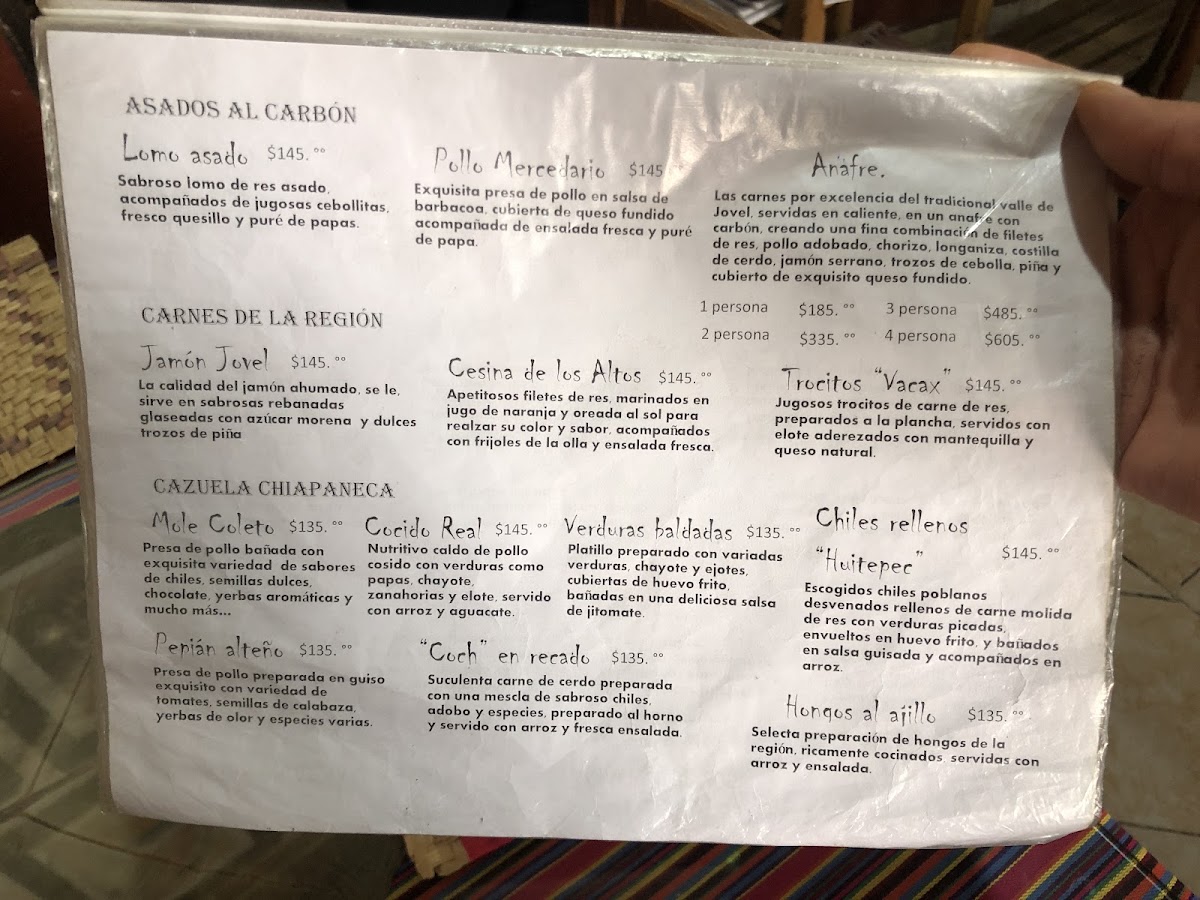 ASADOS AL CARBÓN
Lomo asado $145.°°
Sabroso lomo de res asado,
acompañados de jugosas cebollitas,
fresco quesillo y puré de papas.
Pollo Mercedario $145
Exquisita presa de pollo en salsa de
barbacoa, cubierta de queso fundido
acompañada de ensalada fresca y puré
de papa.
Anafre.
Las carnes por excelencia del tradicional valle de
Jovel, servidas en caliente, en un anafre con
carbón, creando una fina combinación de filetes
de res, pollo adobado, chorizo, longaniza, costilla
de cerdo, jamón serrano, trozos de cebolla, piña y
cubierto de exquisito queso fundido.
1 persona $185.°° 3 persona $485.°°
2 persona $335.°° 4 persona $605.°°
CARNES DE LA REGIÓN
Jamón Jovel $145.°°
La calidad del jamón ahumado, se le,
sirve en sabrosas rebanadas
glaseadas con azúcar morena y dulces
trozos de piña
Cesina de los Altos $145.°°
Apetitosos filetes de res, marinados en
jugo de naranja y oreada al sol para
realzar su color y sabor, acompañados
con frijoles de la olla y ensalada fresca.
Trocitos "Vacax" $145.°°
Jugosos trocitos de carne de res,
preparados a la plancha, servidos con
elote aderezados con mantequilla y
queso natural.
CAZUELA CHIAPANECA
Mole Coleto $135.°°
Presa de pollo bañada con
exquisita variedad de sabores
de chiles, semillas dulces,
chocolate, yerbas aromáticas y
mucho más...
Cocido Real $145.°°
Nutritivo caldo de pollo
cosido con verduras como
papas, chayote,
zanahorias y elote, servido
con arroz y aguacate.
Verduras baldadas $135.°°
Platillo preparado con variadas
verduras, chayote y ejotes,
cubiertas de huevo frito,
bañadas en una deliciosa salsa
de jitomate.
Chiles rellenos
"Huitepec" $145.°°
Escogidos chiles poblanos
desvenados rellenos de carne molida
de res con verduras picadas,
envueltos en huevo frito, y bañados
en salsa guisada y acompañados en
arroz.
Pepián alteño $135.°°
Presa de pollo preparada en guiso
exquisito con variedad de
tomates, semillas de calabaza,
yerbas de olor y especies varias.
"Coch" en recado $135.°°
Suculenta carne de cerdo preparada
con una mescla de sabroso chiles,
adobo y especies, preparado al horno
y servido con arroz y fresca ensalada.
Hongos al ajillo $135.°°
Selecta preparación de hongos de la
región, ricamente cocinados, servidas con
arroz y ensalada.